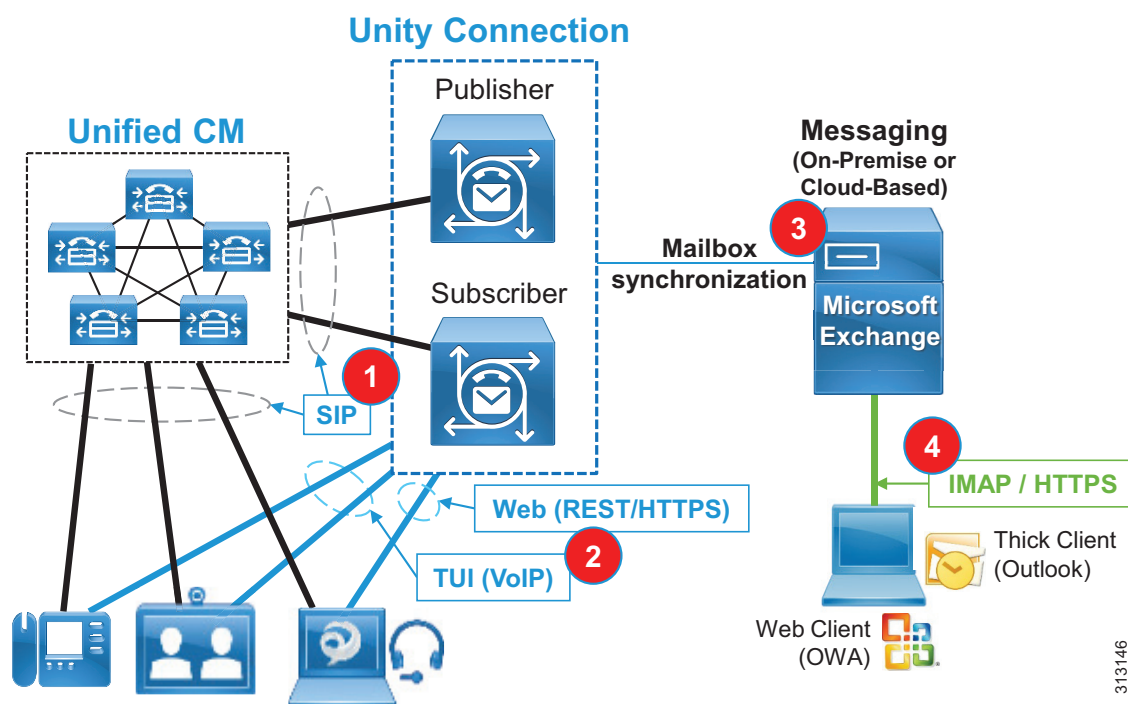 Unity Connection
Publisher
Unified CM
Messaging
(On-Premise or
Cloud-Based)
3
Mailbox
synchronization
Subscriber
Microsoft
Exchange
1
SIP
4
IMAP / HTTPS
Web (REST/HTTPS)
2
TUI (VoIP)
Thick Client
(Outlook)
Web Client
(OWA)
313146